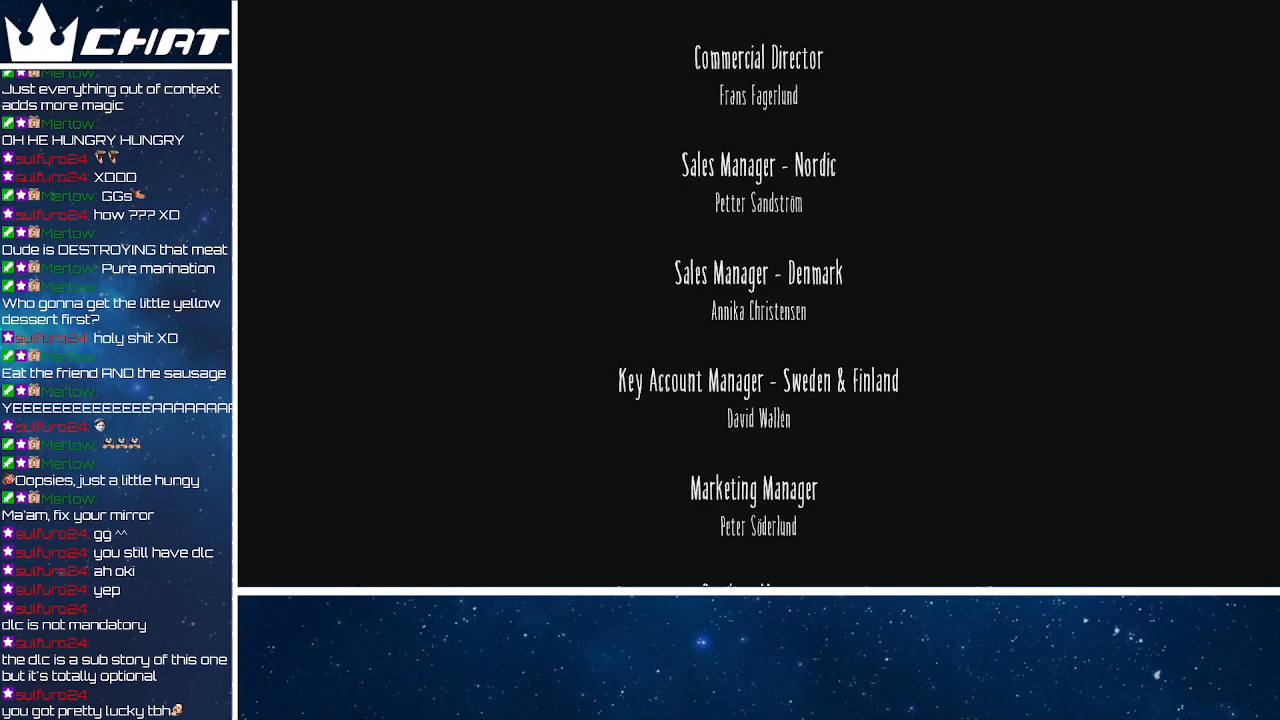 CHAT
Merlow:
Just everything out of context
adds more magic
Merlow:
OH HE HUNGRY HUNGRY
sulfuro24:
sulfuro24: XDDD
Merlow: GGs
sulfuro24: how ??? XD
Merlow:
Dude is DESTROYING that meat
Merlow: Pure marination
Merlow:
Who gonna get the little yellow
dessert first?
sulfuro24: holy shit XD
Merlow:
Eat the friend AND the sausage
Merlow:
YEEEEEEEEEEEEEEAAAAAAAA
sulfuro24:
Merlow:
Merlow:
Oopsies, just a little hungy
Merlow:
Ma'am, fix your mirror
sulfuro24: gg ^^
sulfuro24: you still have dlc
sulfuro24: ah oki
sulfuro24: yep
sulfuro24:
dlc is not mandatory
sulfuro24:
the dlc is a sub story of this one
but it's totally optional
sulfuro24:
you got pretty lucky tbh
Commercial Director
Frans Fagerlund
Sales Manager - Nordic
Petter Sandström
Sales Manager - Denmark
Annika Christensen
Key Account Manager - Sweden & Finland
David Wallén
Marketing Manager
Peter Söderlund